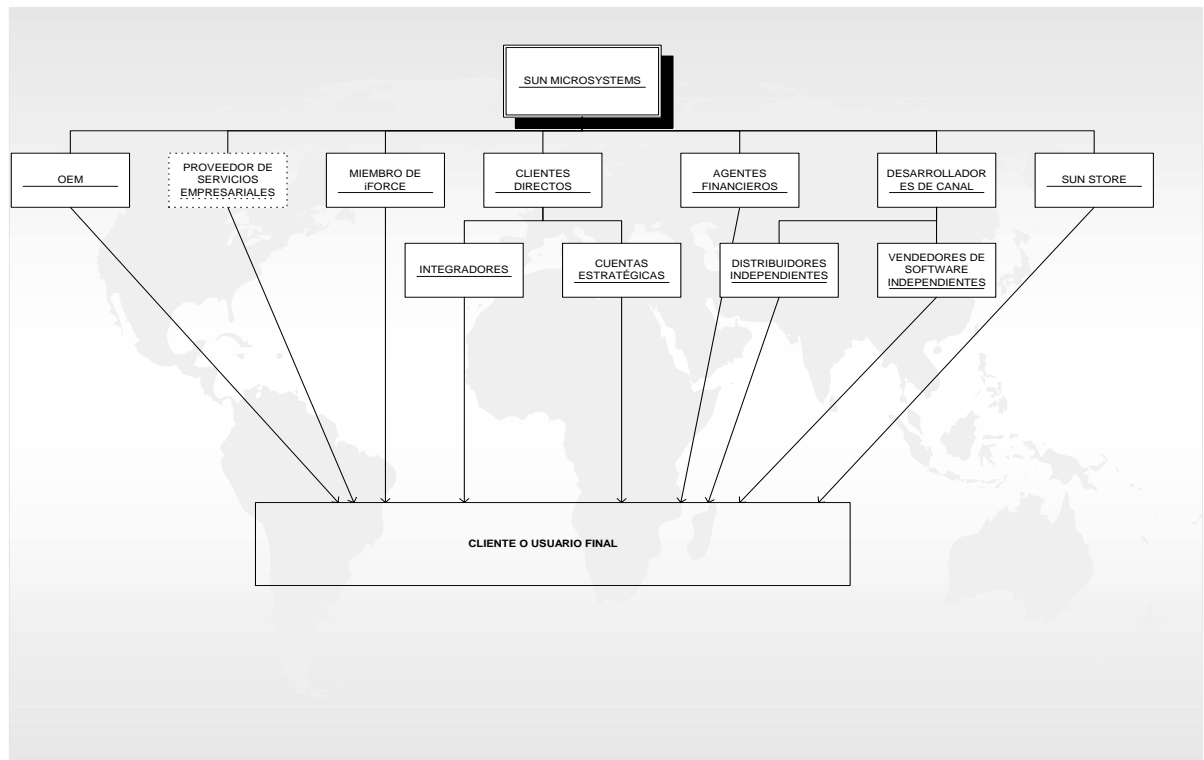 SUN MICROSYSTEMS
OEM
PROVEEDOR DE
SERVICIOS
EMPRESARIALES
MIEMBRO DE
iFORCE
CLIENTES
DIRECTOS
AGENTES
FINANCIEROS
DESARROLLADOR
ES DE CANAL
SUN STORE
INTEGRADORES
CUENTAS
ESTRATÉGICAS
DISTRIBUIDORES
INDEPENDIENTES
VENDEDORES DE
SOFTWARE
INDEPENDIENTES
CLIENTE O USUARIO FINAL